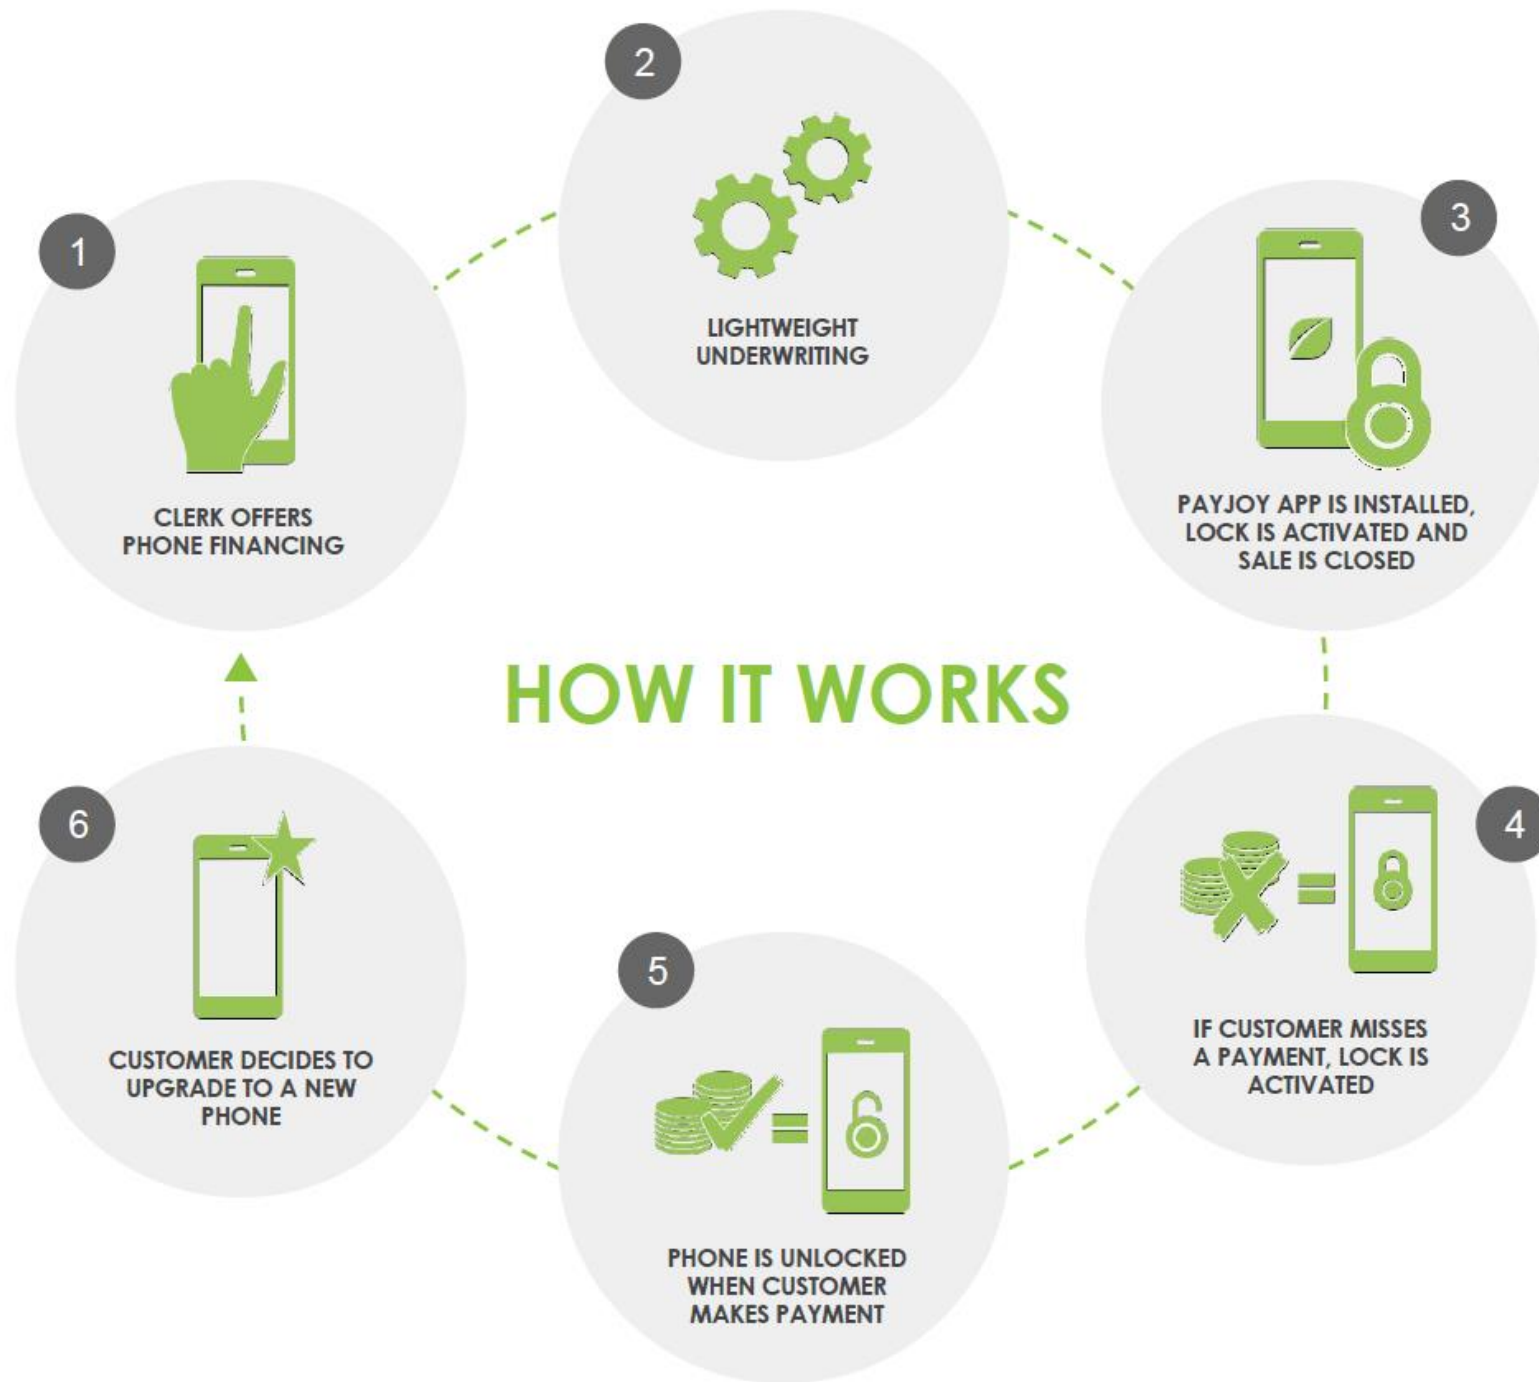 1
CLERK OFFERS
PHONE FINANCING
2
LIGHTWEIGHT
UNDERWRITING
3
PAYJOY APP IS INSTALLED,
LOCK IS ACTIVATED AND
SALE IS CLOSED
HOW IT WORKS
4
IF CUSTOMER MISSES
A PAYMENT, LOCK IS
ACTIVATED
5
PHONE IS UNLOCKED
WHEN CUSTOMER
MAKES PAYMENT
6
CUSTOMER DECIDES TO
UPGRADE TO A NEW
PHONE